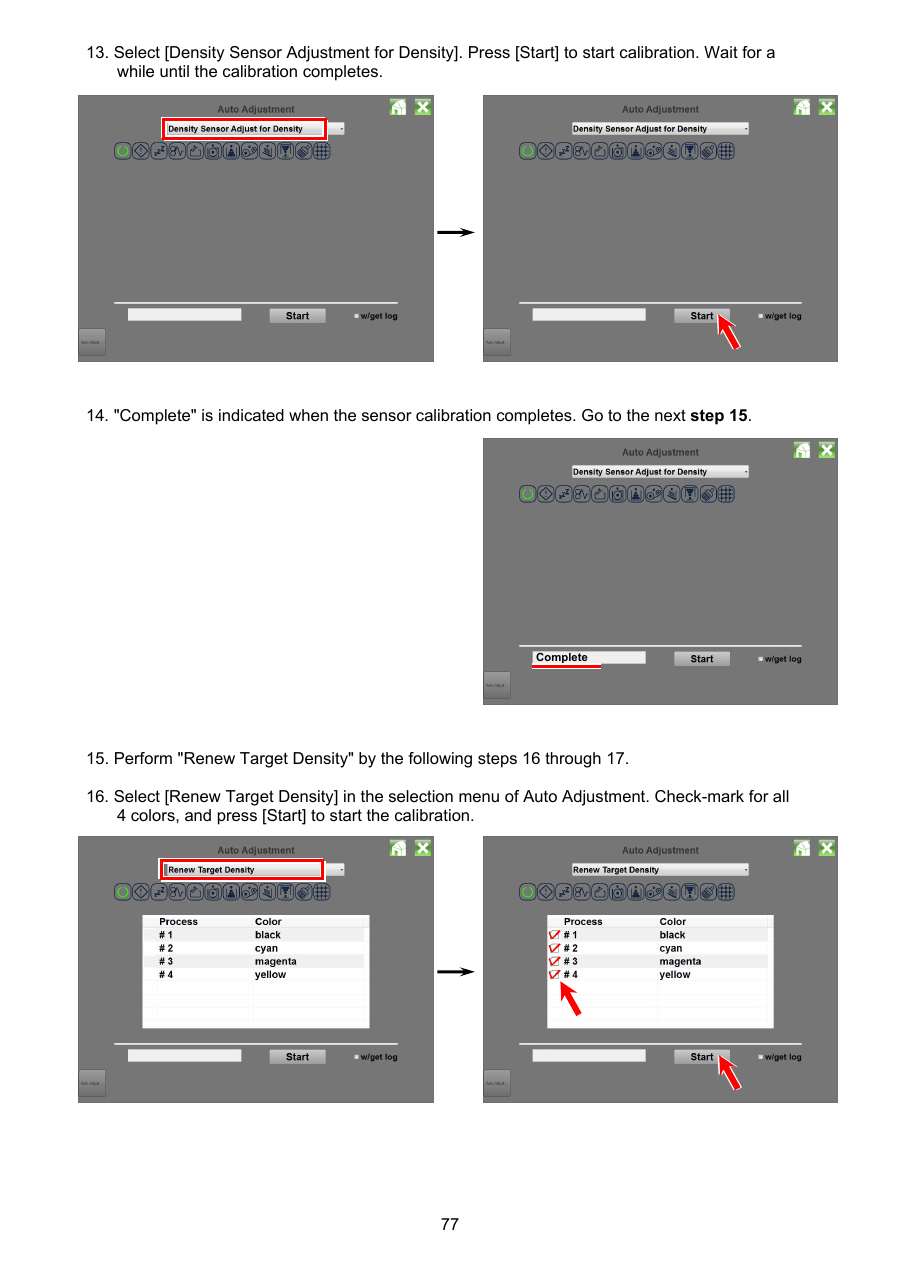 13. Select [Density Sensor Adjustment for Density]. Press [Start] to start calibration. Wait for a
while until the calibration completes.
Auto Adjustment
Density Sensor Adjust for Density
Start
w/get log
Auto Adjustment
Density Sensor Adjust for Density
Start
w/get log
14. "Complete" is indicated when the sensor calibration completes. Go to the next step 15.
Auto Adjustment
Density Sensor Adjust for Density
Complete
Start
w/get log
15. Perform "Renew Target Density" by the following steps 16 through 17.
16. Select [Renew Target Density] in the selection menu of Auto Adjustment. Check-mark for all
4 colors, and press [Start] to start the calibration.
Auto Adjustment
Renew Target Density
Process Color
# 1 black
# 2 cyan
# 3 magenta
# 4 yellow
Start
w/get log
Auto Adjustment
Renew Target Density
Process Color
# 1 black
# 2 cyan
# 3 magenta
# 4 yellow
Start
w/get log
77